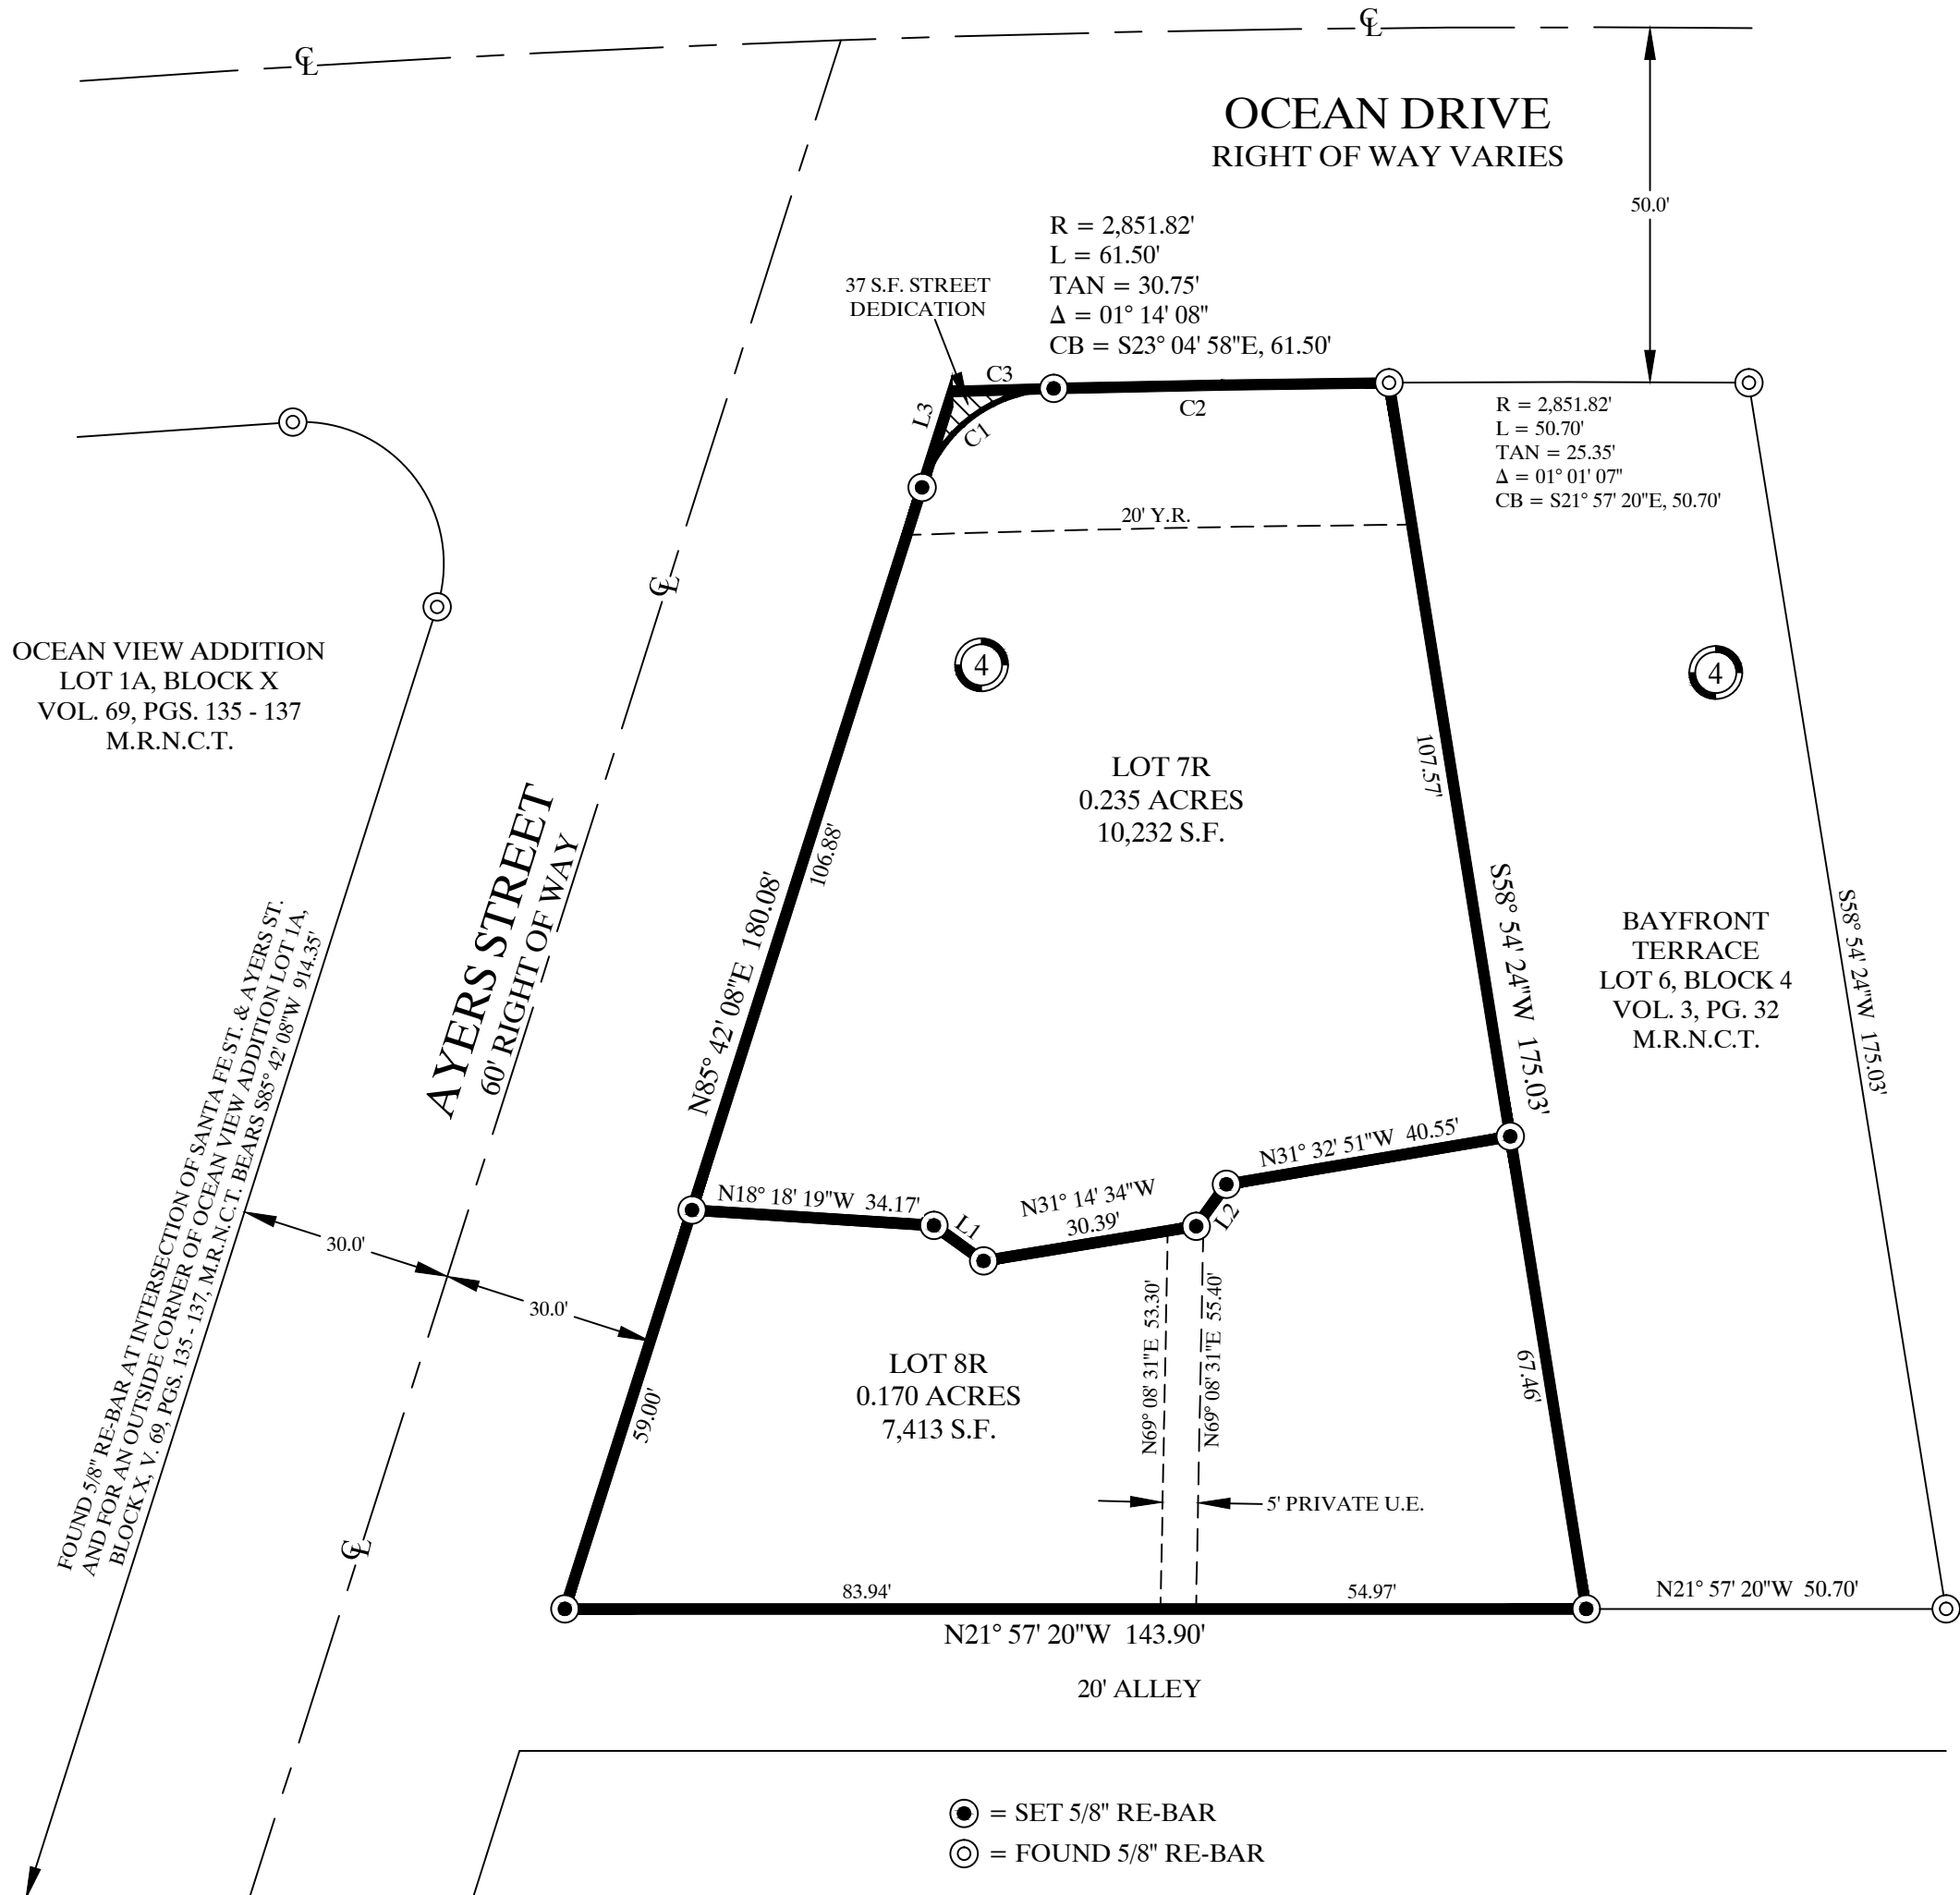 ℄
℄
OCEAN DRIVE
RIGHT OF WAY VARIES
50.0'
R = 2,851.82'
L = 61.50'
TAN = 30.75'
Δ = 01° 14' 08"
CB = S23° 04' 58"E, 61.50'
37 S.F. STREET
DEDICATION
C3
C2
L3
C1
R = 2,851.82'
L = 50.70'
TAN = 25.35'
Δ = 01° 01' 07"
CB = S21° 57' 20"E, 50.70'
20' Y.R.
℄
OCEAN VIEW ADDITION
LOT 1A, BLOCK X
VOL. 69, PGS. 135 - 137
M.R.N.C.T.
4
4
LOT 7R
0.235 ACRES
10,232 S.F.
107.57'
106.88'
AYERS STREET
60' RIGHT OF WAY
N85° 42' 08"E 180.08'
S58° 54' 24"W 175.03'
BAYFRONT
TERRACE
LOT 6, BLOCK 4
VOL. 3, PG. 32
M.R.N.C.T.
S58° 54' 24"W 175.03'
FOUND 5/8" RE-BAR AT INTERSECTION OF SANTA FE ST. & AYERS ST.
AND FOR AN OUTSIDE CORNER OF OCEAN VIEW ADDITION LOT 1A,
BLOCK X, V. 69, PGS. 135 - 137, M.R.N.C.T. BEARS S85° 42' 08"W 914.35'
N18° 18' 19"W 34.17'
L1
N31° 14' 34"W
30.39'
L2
N31° 32' 51"W 40.55'
30.0'
30.0'
N69° 08' 31"E 53.30'
N69° 08' 31"E 55.40'
LOT 8R
0.170 ACRES
7,413 S.F.
59.00'
67.46'
5' PRIVATE U.E.
℄
83.94'
54.97'
N21° 57' 20"W 50.70'
N21° 57' 20"W 143.90'
20' ALLEY
= SET 5/8" RE-BAR
= FOUND 5/8" RE-BAR